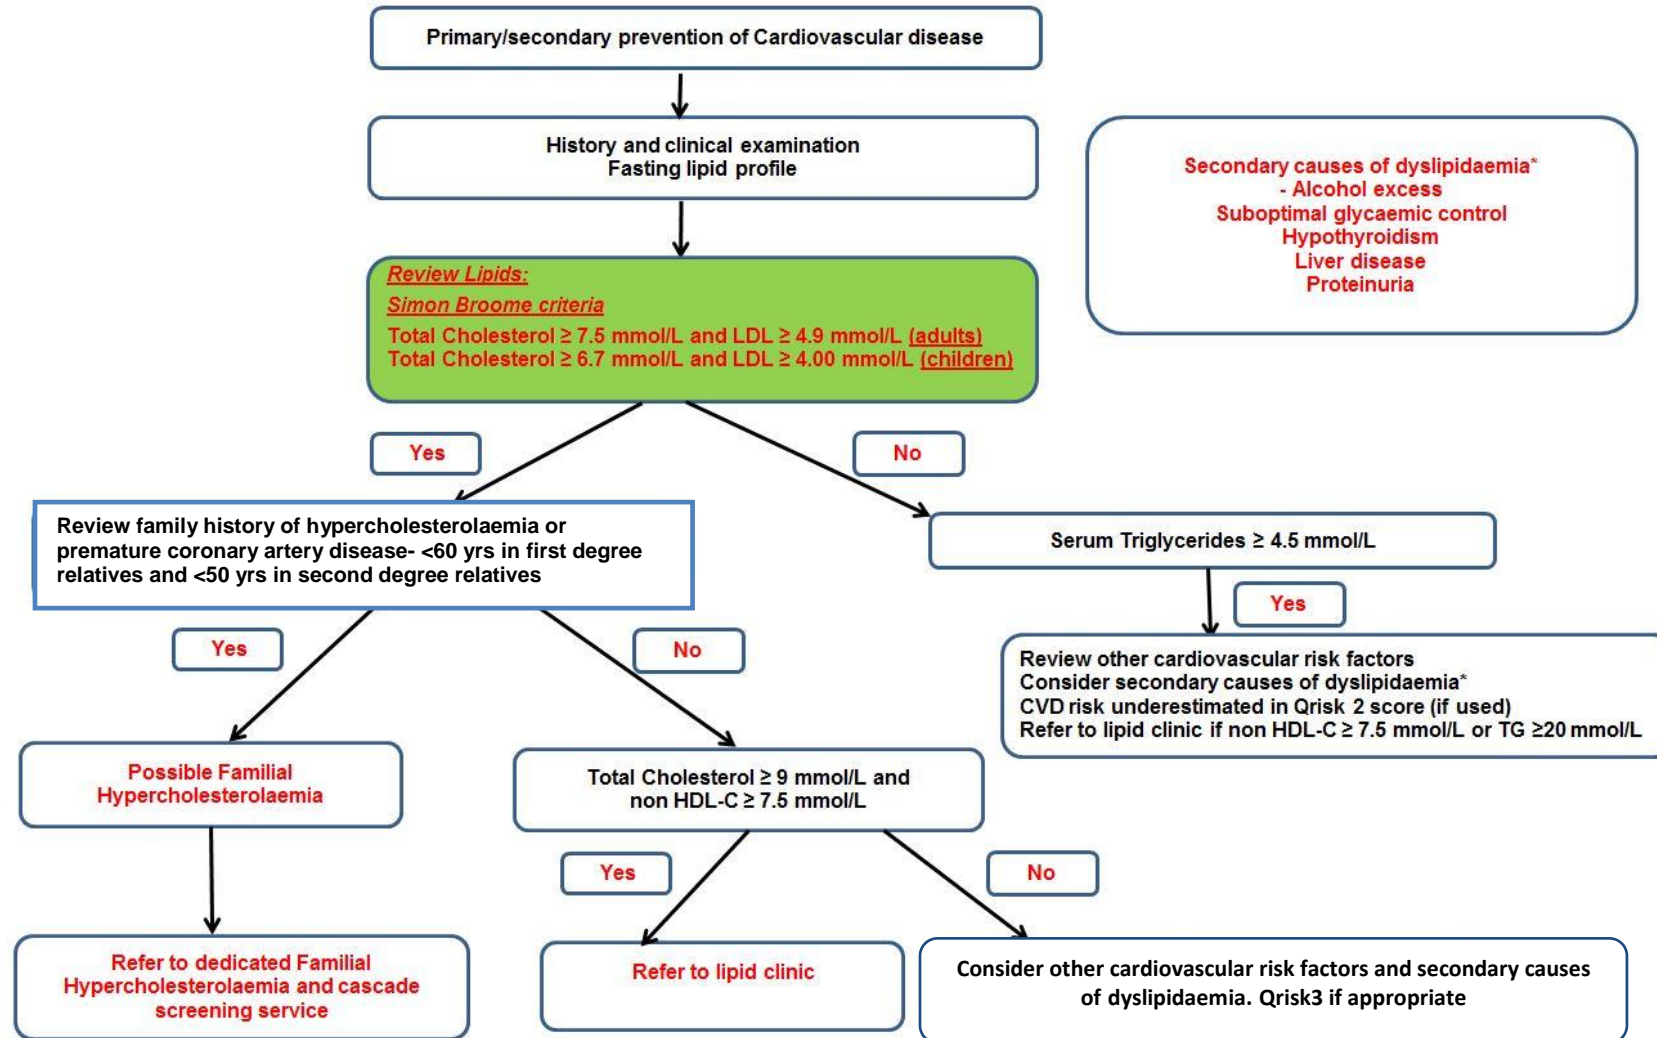 Primary/secondary prevention of Cardiovascular disease
History and clinical examination
Fasting lipid profile
Secondary causes of dyslipidaemia*
- Alcohol excess
Suboptimal glycaemic control
Hypothyroidism
Liver disease
Proteinuria
Review Lipids:
Simon Broome criteria
Total Cholesterol ≥ 7.5 mmol/L and LDL ≥ 4.9 mmol/L (adults)
Total Cholesterol ≥ 6.7 mmol/L and LDL ≥ 4.00 mmol/L (children)
Yes
No
Review family history of hypercholesterolaemia or
premature coronary artery disease- <60 yrs in first degree
relatives and <50 yrs in second degree relatives
Serum Triglycerides ≥ 4.5 mmol/L
Yes
Yes
No
Review other cardiovascular risk factors
Consider secondary causes of dyslipidaemia*
CVD risk underestimated in Qrisk 2 score (if used)
Refer to lipid clinic if non HDL-C ≥ 7.5 mmol/L or TG ≥20 mmol/L
Possible Familial
Hypercholesterolaemia
Total Cholesterol ≥ 9 mmol/L and
non HDL-C ≥ 7.5 mmol/L
Yes
No
Refer to dedicated Familial
Hypercholesterolaemia and cascade
screening service
Refer to lipid clinic
Consider other cardiovascular risk factors and secondary causes
of dyslipidaemia. Qrisk3 if appropriate